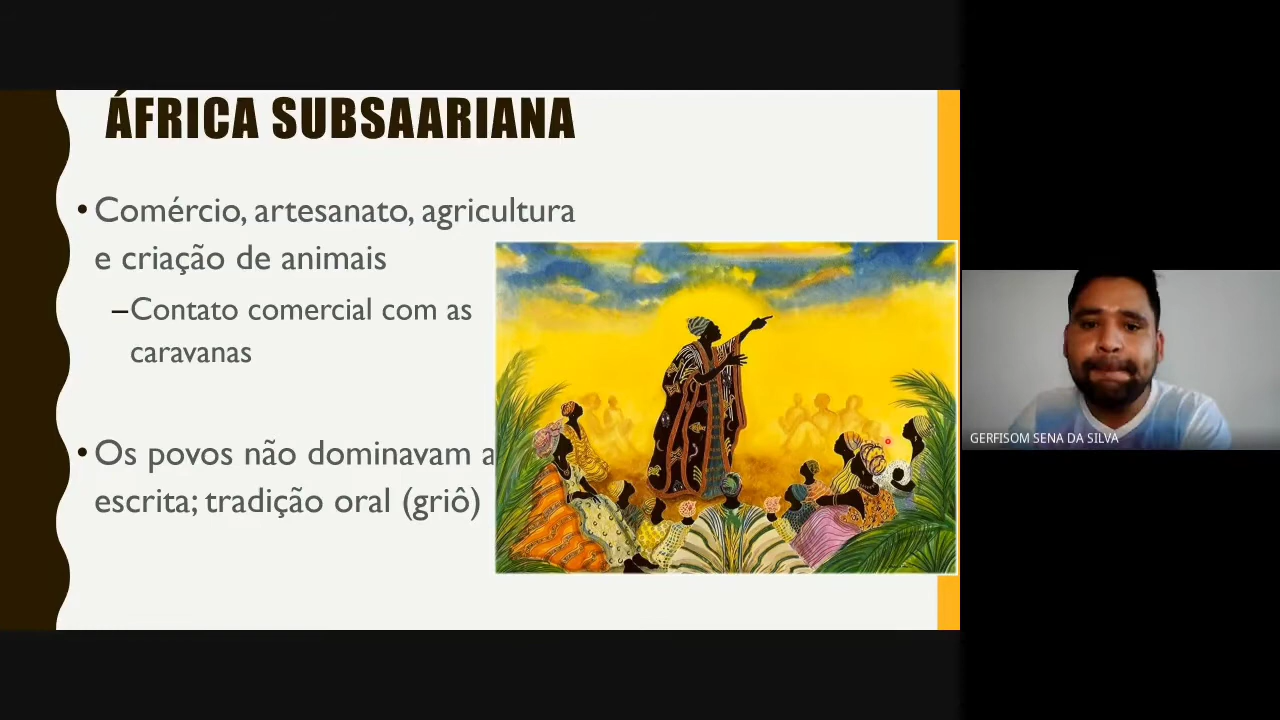 ÁFRICA SUBSAARIANA
• Comércio, artesanato, agricultura
e criação de animais
–Contato comercial com as
caravanas
• Os povos não dominavam a
escrita; tradição oral (griô)
GERFISOM SENA DA SILVA